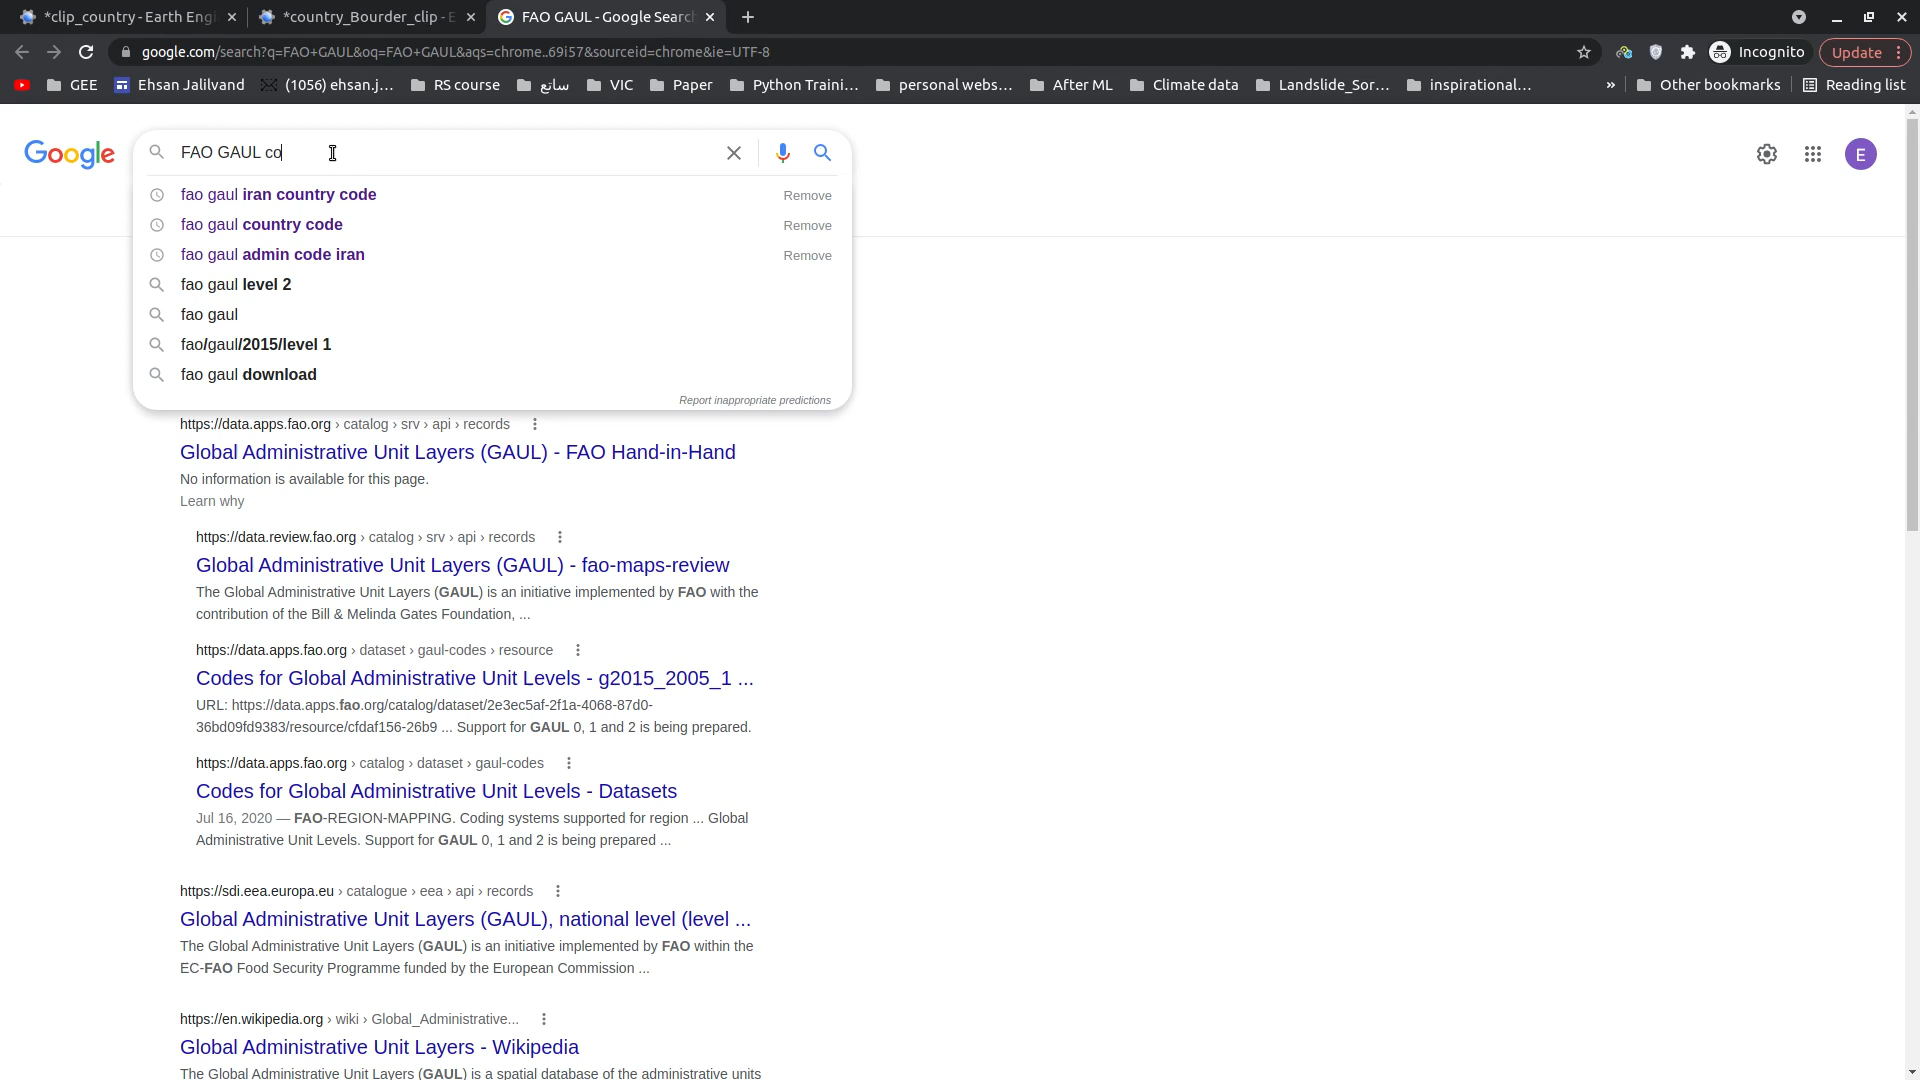 *clip_country - Earth Engi
*country_Bourder_clip - E
FAO GAUL - Google Search
google.com/search?q=FAO+GAUL&oq=FAO+GAUL&aqs=chrome..69i57&sourceid=chrome&ie=UTF-8
Incognito
Update
GEE
Ehsan Jalilvand
(1056) ehsan.j...
RS course
ساتع
VIC
Paper
Python Traini...
personal webs...
After ML
Climate data
Landslide_Sor...
inspirational...
»
Other bookmarks
Reading list
Google
FAO GAUL co
E
fao gaul iran country code
Remove
fao gaul country code
Remove
fao gaul admin code iran
Remove
fao gaul level 2
fao gaul
fao/gaul/2015/level 1
fao gaul download
Report inappropriate predictions
https://data.apps.fao.org › catalog › srv › api › records
Global Administrative Unit Layers (GAUL) - FAO Hand-in-Hand
No information is available for this page.
Learn why
https://data.review.fao.org › catalog › srv › api › records
Global Administrative Unit Layers (GAUL) - fao-maps-review
The Global Administrative Unit Layers (GAUL) is an initiative implemented by FAO with the
contribution of the Bill & Melinda Gates Foundation, ...
https://data.apps.fao.org › dataset › gaul-codes › resource
Codes for Global Administrative Unit Levels - g2015_2005_1 ...
URL: https://data.apps.fao.org/catalog/dataset/2e3ec5af-2f1a-4068-87d0-
36bd09fd9383/resource/cfdaf156-26b9 ... Support for GAUL 0, 1 and 2 is being prepared.
https://data.apps.fao.org › catalog › dataset › gaul-codes
Codes for Global Administrative Unit Levels - Datasets
Jul 16, 2020 — FAO-REGION-MAPPING. Coding systems supported for region ... Global
Administrative Unit Levels. Support for GAUL 0, 1 and 2 is being prepared ...
https://sdi.eea.europa.eu › catalogue › eea › api › records
Global Administrative Unit Layers (GAUL), national level (level ...
The Global Administrative Unit Layers (GAUL) is an initiative implemented by FAO within the
EC-FAO Food Security Programme funded by the European Commission ...
https://en.wikipedia.org › wiki › Global_Administrative...
Global Administrative Unit Layers - Wikipedia
The Global Administrative Unit Layers (GAUL) is a spatial database of the administrative units